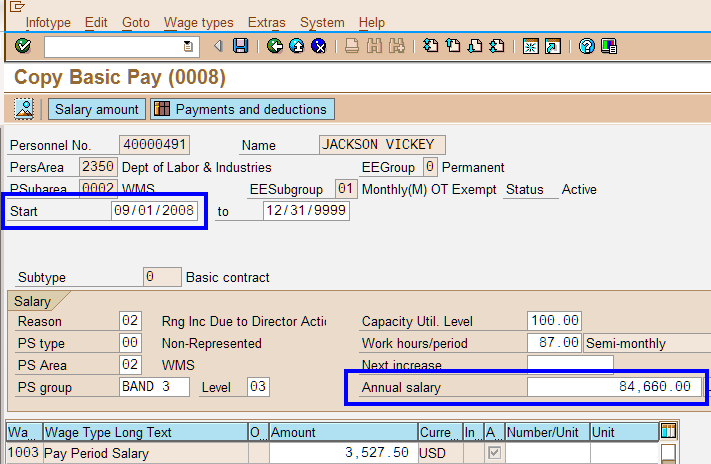 Infotype Edit Goto Wage types Extras System Help
Copy Basic Pay (0008)
Salary amount Payments and deductions
Personnel No. 40000491 Name JACKSON VICKEY
PersArea 2350 Dept of Labor & Industries EEGroup 0 Permanent
PSubarea 0002 WMS EESubgroup 01 Monthly(M) OT Exempt Status Active
Start 09/01/2008 to 12/31/9999
Subtype 0 Basic contract
Salary
Reason 02 Rng Inc Due to Director Actic Capacity Util. Level 100.00
PS type 00 Non-Represented Work hours/period 87.00 Semi-monthly
PS Area 02 WMS Next increase
PS group BAND 3 Level 03 Annual salary 84,660.00
Wa... Wage Type Long Text O... Amount Curre... In... A... Number/Unit Unit
1003 Pay Period Salary 3,527.50 USD